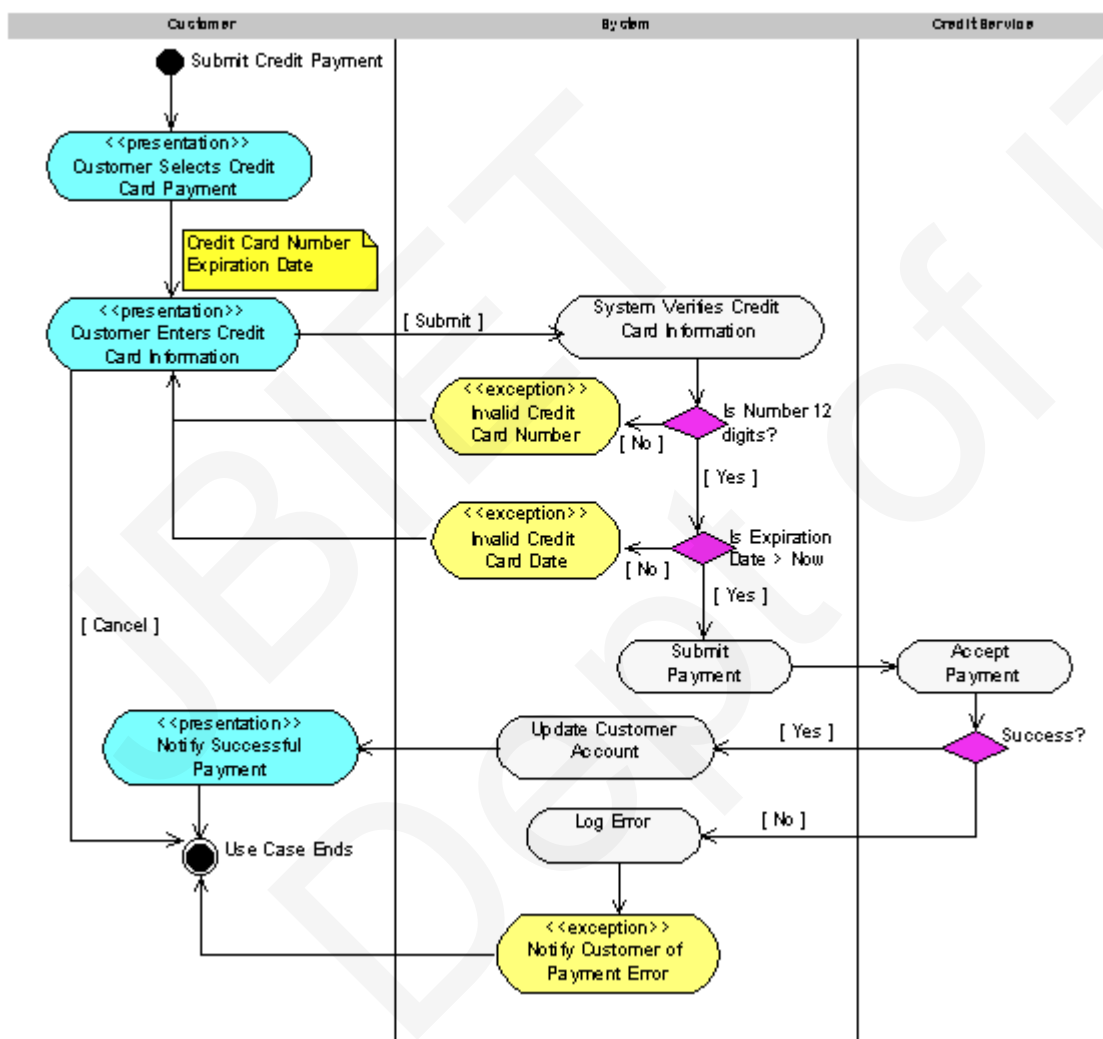 Customer
System
Credit Service
Submit Credit Payment
<<presentation>>
Customer Selects Credit
Card Payment
Credit Card Number
Expiration Date
<<presentation>>
Customer Enters Credit
Card Information
[ Submit ]
System Verifies Credit
Card Information
<<exception>>
Invalid Credit
Card Number
[ No ]
Is Number 12
digits?
[ Yes ]
<<exception>>
Invalid Credit
Card Date
[ No ]
Is Expiration
Date > Now
[ Yes ]
[ Cancel ]
Submit
Payment
Accept
Payment
<<presentation>>
Notify Successful
Payment
Update Customer
Account
[ Yes ]
Success?
Log Error
[ No ]
Use Case Ends
<<exception>>
Notify Customer of
Payment Error
JBIET
Dept of